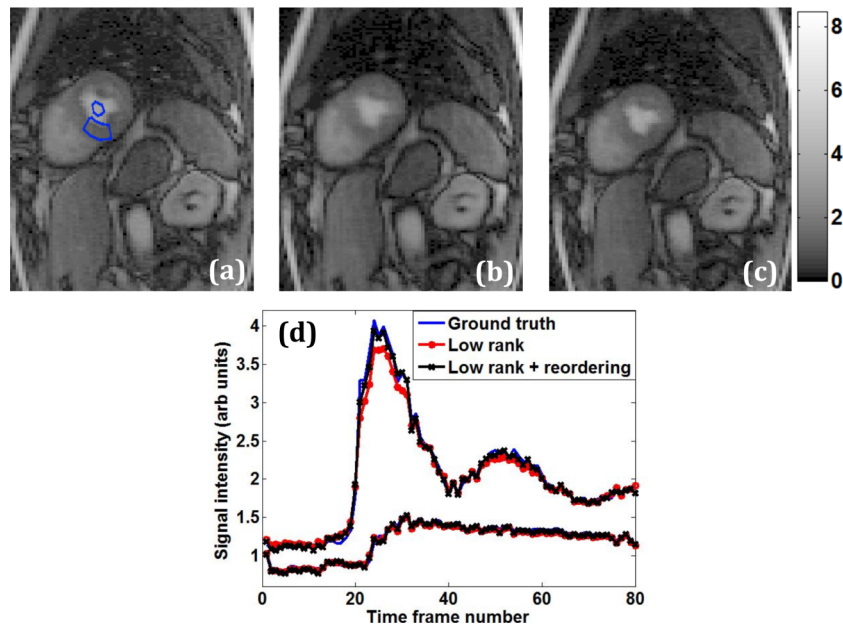 (a)
(b)
(c)
8
6
4
2
0
(d)
Ground truth
Low rank
Low rank + reordering
Signal intensity (arb units)
4
3.5
3
2.5
2
1.5
1
0 20 40 60 80
Time frame number